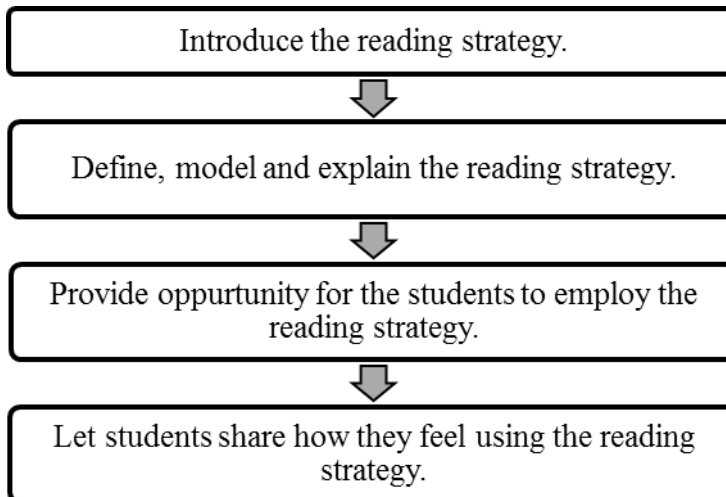 Introduce the reading strategy.
Define, model and explain the reading strategy.
Provide oppurtunity for the students to employ the
reading strategy.
Let students share how they feel using the reading
strategy.